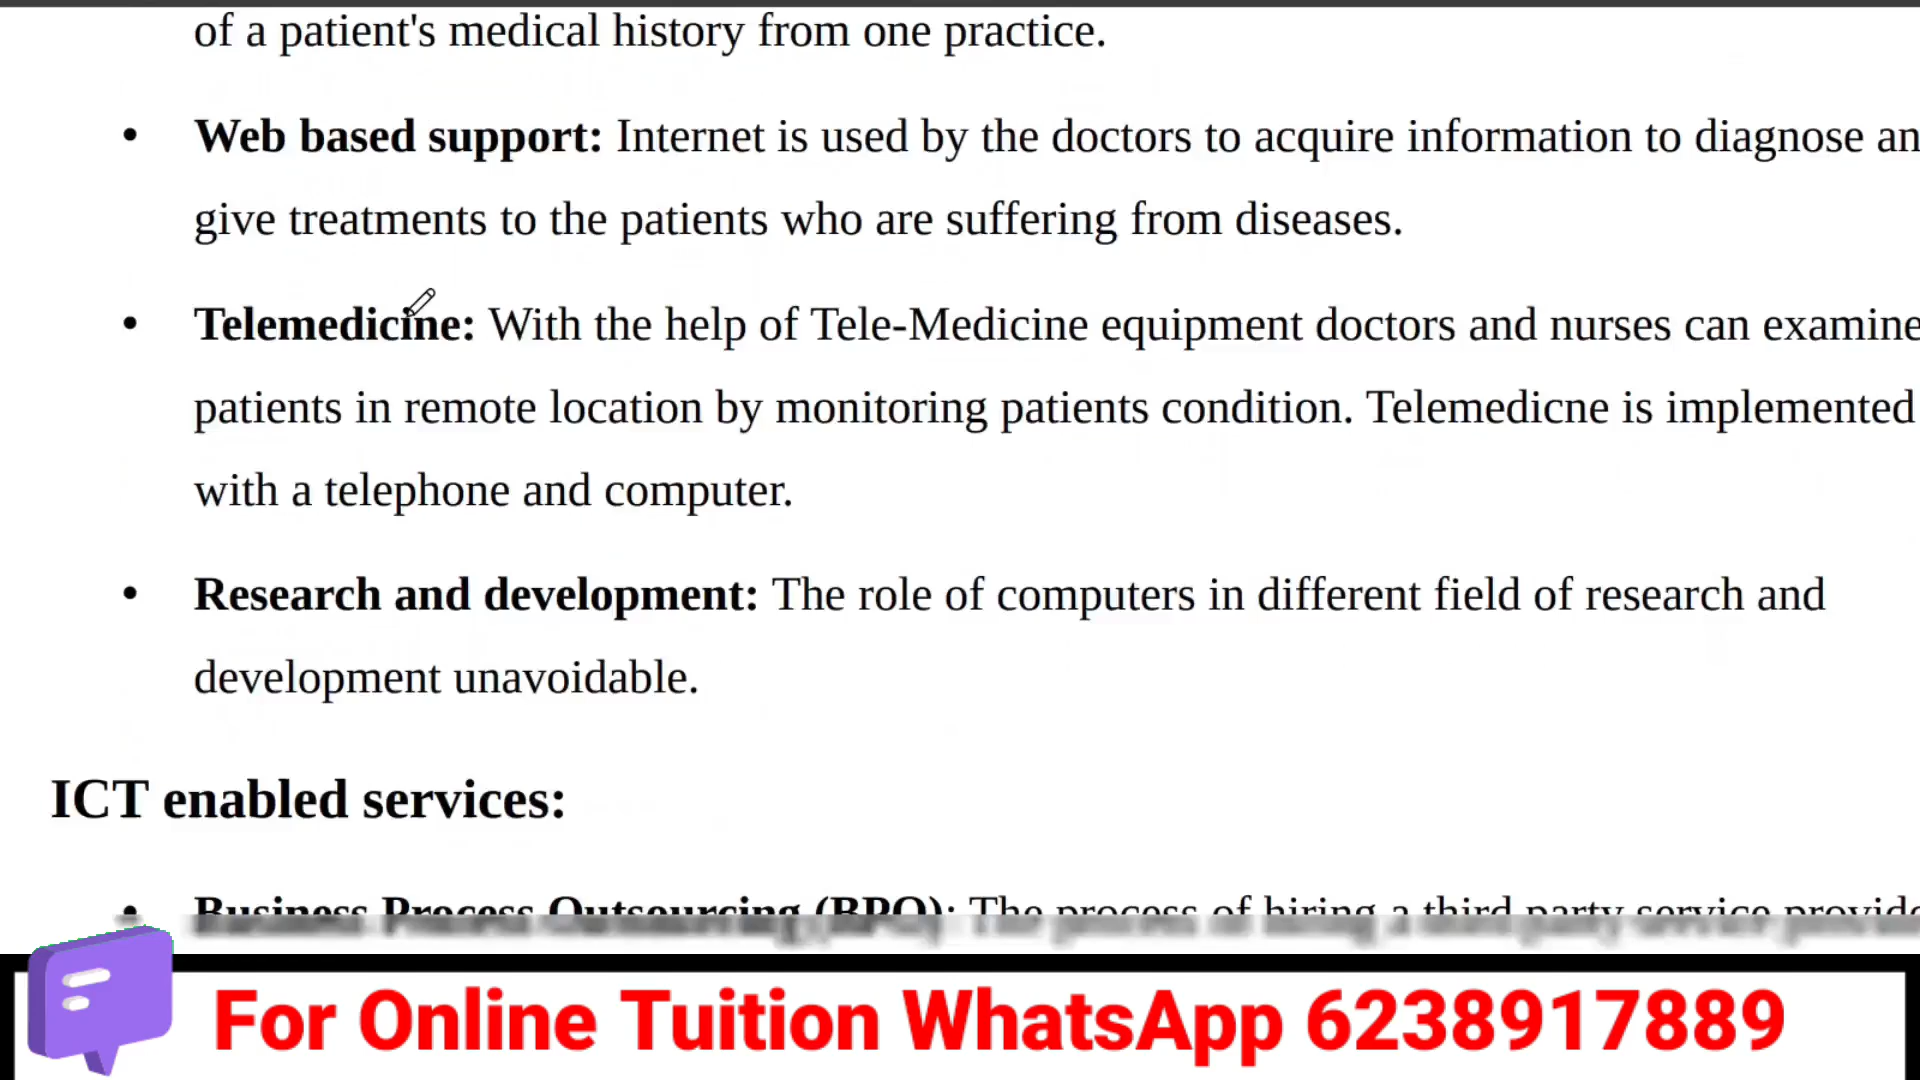 of a patient's medical history from one practice.
• Web based support: Internet is used by the doctors to acquire information to diagnose an
give treatments to the patients who are suffering from diseases.
• Telemedicine: With the help of Tele-Medicine equipment doctors and nurses can examine
patients in remote location by monitoring patients condition. Telemedicne is implemented
with a telephone and computer.
• Research and development: The role of computers in different field of research and
development unavoidable.
ICT enabled services:
• Business Process Outsourcing (BPO): The process of hiring a third party service provid
For Online Tuition WhatsApp 6238917889